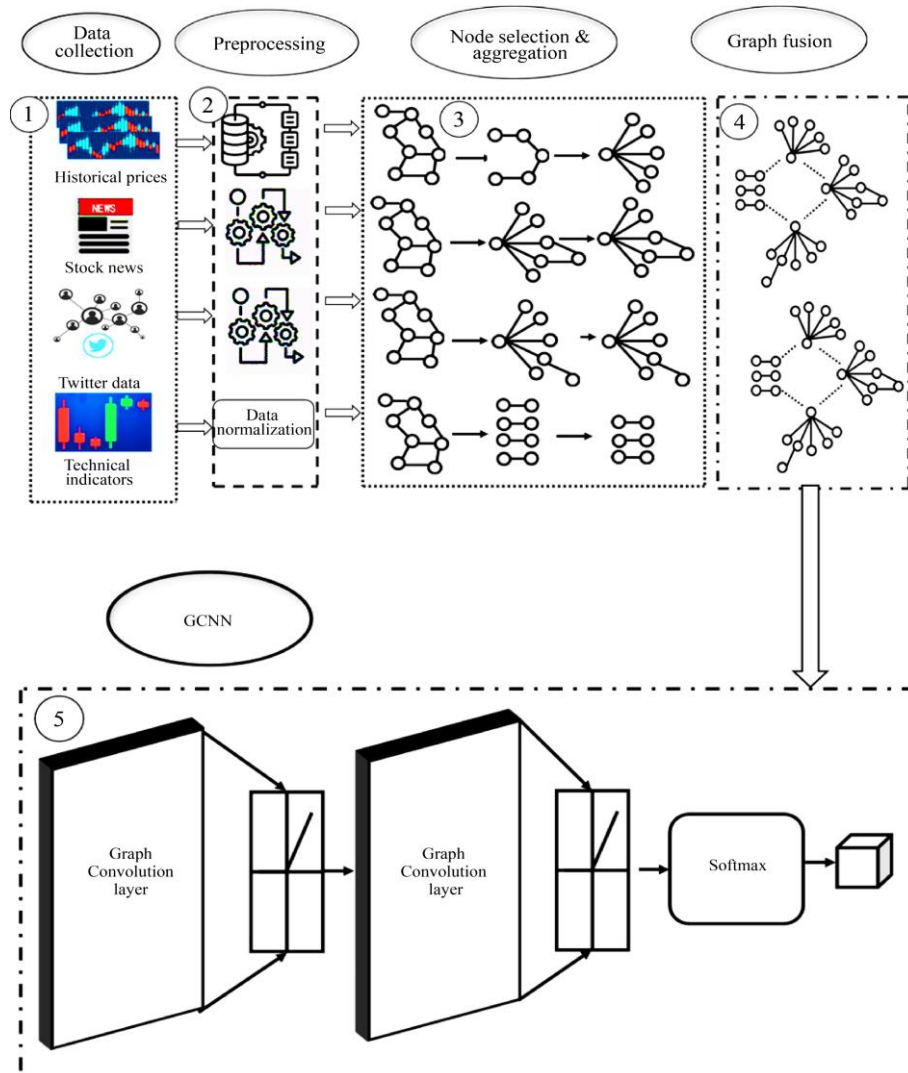 Data
collection
Preprocessing
Node selection &
aggregation
Graph fusion
1
2
3
4
Historical prices
NEWS
Stock news
Twitter data
Technical
indicators
Data
normalization
GCNN
5
Graph
Convolution
layer
Graph
Convolution
layer
Softmax